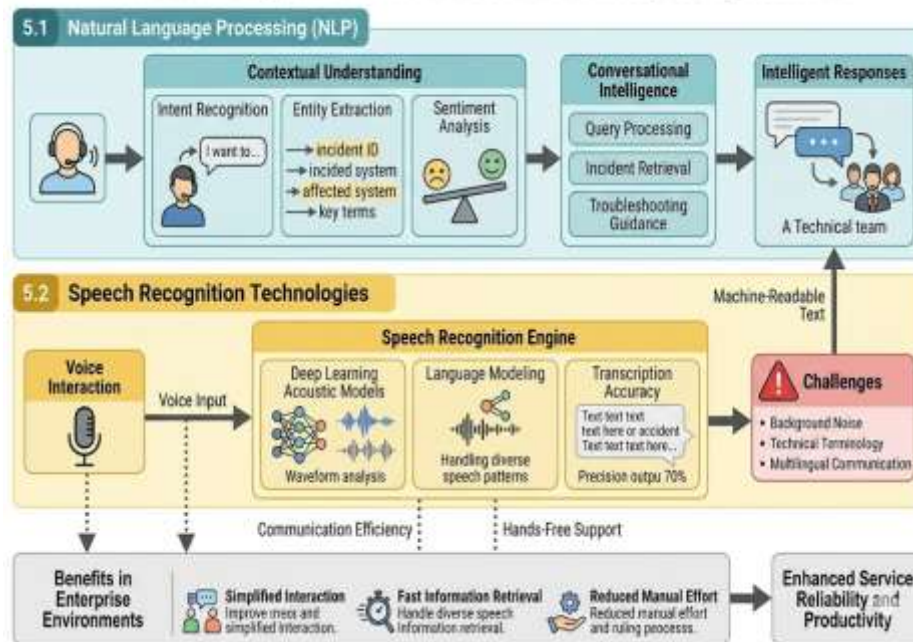 5.1 Natural Language Processing (NLP)
Contextual Understanding
Intent Recognition
I want to...
Entity Extraction
incident ID
incided system
affected system
key terms
Sentiment
Analysis
Conversational
Intelligence
Query Processing
Incident Retrieval
Troubleshooting
Guidance
Intelligent Responses
A Technical team
5.2 Speech Recognition Technologies
Machine-Readable
Text
Voice
Interaction
Voice Input
Speech Recognition Engine
Deep Learning
Acoustic Models
Waveform analysis
Language Modeling
Handling diverse
speech patterns
Transcription
Accuracy
Text text text
text here or accident
Text text text here...
Precision outpu 70%
Challenges
• Background Noise
• Technical Terminology
• Multilingual Communication
Communication Efficiency
Hands-Free Support
Benefits in
Enterprise
Environments
Simplified Interaction
Improve mess and
simplified Interaction.
Fast Information Retrieval
Handle diverse speech
Information retrieval.
Reduced Manual Effort
Reduced manual effort
and ruling peocess.
Enhanced Service
Reliability and
Productivity